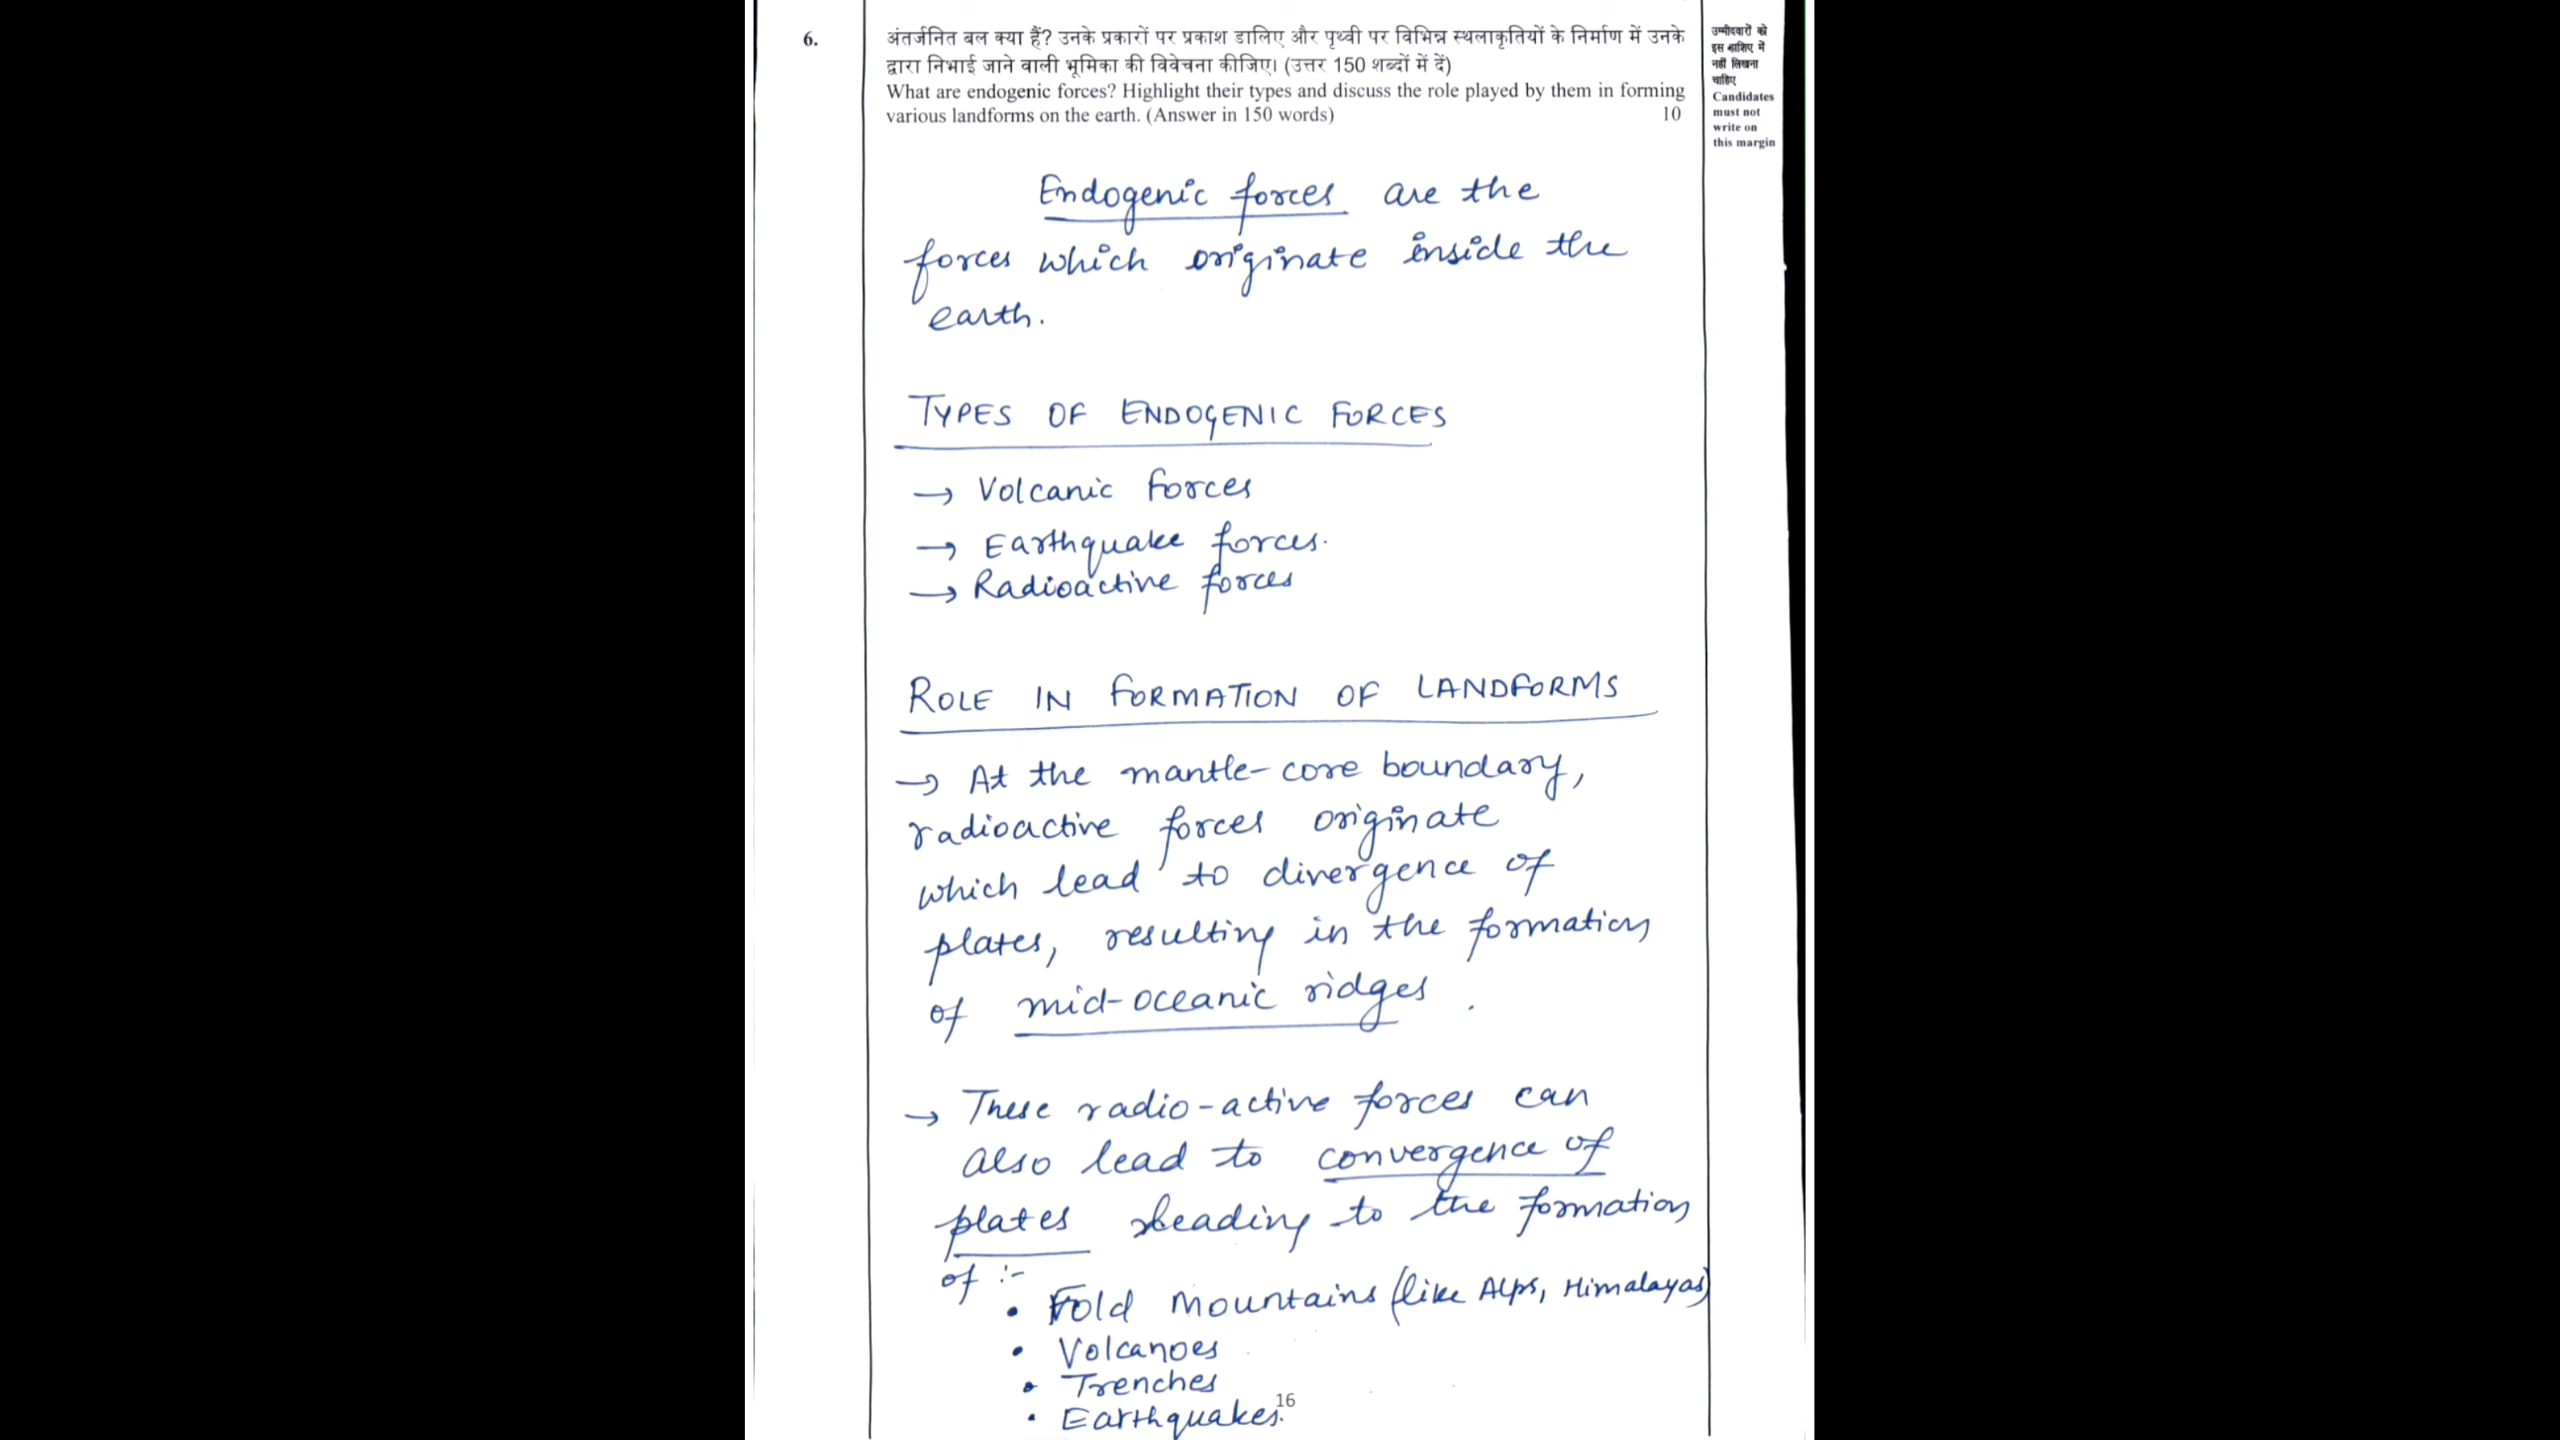 6.
अंतर्जनित बल क्या हैं? उनके प्रकारों पर प्रकाश डालिए और पृथ्वी पर विभिन्न स्थलाकृतियों के निर्माण में उनके
द्वारा निभाई जाने वाली भूमिका की विवेचना कीजिए। (उत्तर 150 शब्दों में दें)
What are endogenic forces? Highlight their types and discuss the role played by them in forming
various landforms on the earth. (Answer in 150 words) 10
उम्मीदवारों को
इस हाशिए में
नहीं लिखना
चाहिए
Candidates
must not
write on
this margin
Endogenic forces are the
forces which originate inside the
earth.
TYPES OF ENDOGENIC FORCES
→ Volcanic forces
→ Earthquake forces.
→ Radioactive forces
ROLE IN FORMATION OF LANDFORMS
→ At the mantle-core boundary,
radioactive forces originate
which lead to divergence of
plates, resulting in the formation
of mid-oceanic ridges.
→ These radio-active forces can
also lead to convergence of
plates leading to the formation
of :-
• Fold Mountains (like Alps, Himalayas)
• Volcanoes
• Trenches
• Earthquakes.
16